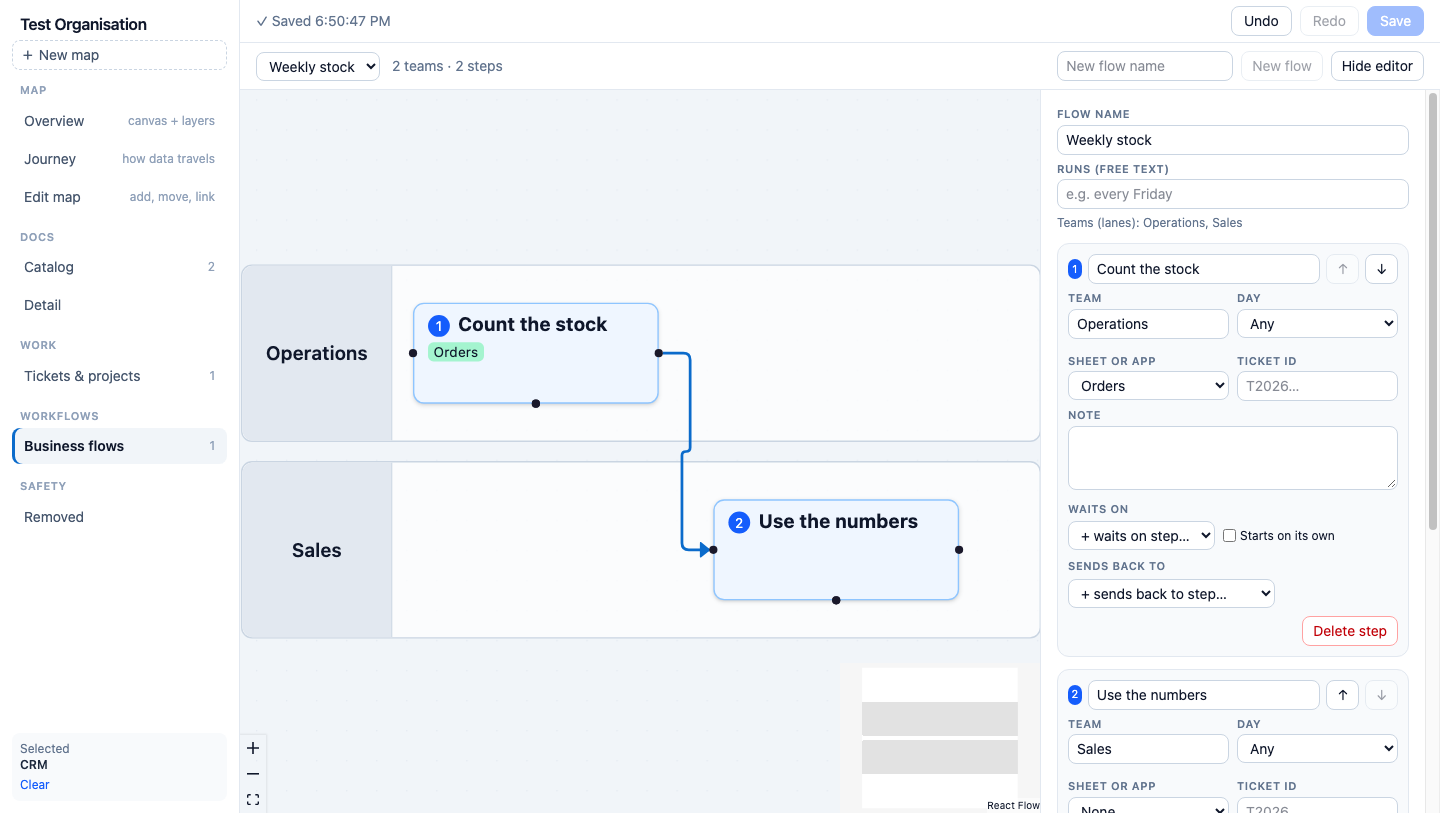 Test Organisation
+ New map
MAP
Overview canvas + layers
Journey how data travels
Edit map add, move, link
DOCS
Catalog 2
Detail
WORK
Tickets & projects 1
WORKFLOWS
Business flows 1
SAFETY
Removed
Selected
CRM
Clear
✓ Saved 6:50:47 PM
Undo Redo Save
Weekly stock 2 teams · 2 steps
New flow name New flow Hide editor
Operations
1 Count the stock
Orders
Sales
2 Use the numbers
React Flow
FLOW NAME
Weekly stock
RUNS (FREE TEXT)
e.g. every Friday
Teams (lanes): Operations, Sales
1 Count the stock ↑ ↓
TEAM DAY
Operations Any
SHEET OR APP TICKET ID
Orders T2026...
NOTE
WAITS ON
+ waits on step... Starts on its own
SENDS BACK TO
+ sends back to step...
Delete step
2 Use the numbers ↑ ↓
TEAM DAY
Sales Any
SHEET OR APP TICKET ID
None T2026...